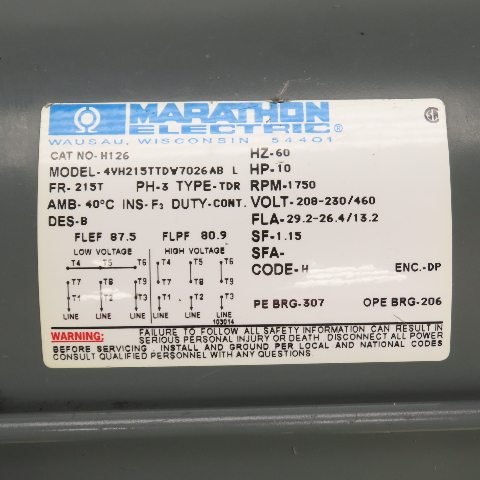 MARATHON
ELECTRIC®
WAUSAU, WISCONSIN 54401
CAT NO- H126 HZ-60
MODEL- 4VH215TTDW7026AB L HP-10
FR- 215T PH-3 TYPE-TDR RPM-1750
AMB- 40°C INS-F2 DUTY-CONT. VOLT-208-230/460
DES-B FLA-29.2-26.4/13.2
FLEF 87.5 FLPF 80.9 SF-1.15
LOW VOLTAGE HIGH VOLTAGE SFA-
CODE-H ENC.-DP
T4 T5 T6 T4 T5 T6
T7 T8 T9 T7 T8 T9
T1 T2 T3 T1 T2 T3
PE BRG-307 OPE BRG-206
LINE LINE LINE LINE LINE LINE
103014
WARNING: FAILURE TO FOLLOW ALL SAFETY INFORMATION CAN RESULT IN
SERIOUS PERSONAL INJURY OR DEATH. DISCONNECT ALL POWER
BEFORE SERVICING. INSTALL AND GROUND PER LOCAL AND NATIONAL CODES
CONSULT QUALIFIED PERSONNEL WITH ANY QUESTIONS